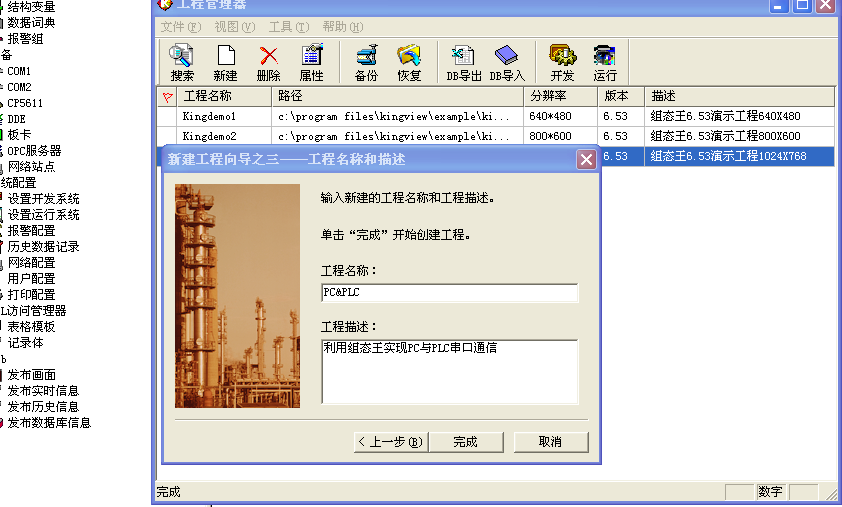 结构变量
数据词典
报警组
备
COM1
COM2
CP5611
DDE
板卡
OPC服务器
网络站点
统配置
设置开发系统
设置运行系统
报警配置
历史数据记录
网络配置
用户配置
打印配置
L访问管理器
表格模板
记录体
b
发布画面
发布实时信息
发布历史信息
发布数据库信息
工程管理器
文件(F) 视图(V) 工具(T) 帮助(H)
搜索 新建 删除 属性 备份 恢复 DB导出 DB导入 开发 运行
工程名称 路径 分辨率 版本 描述
Kingdemo1 c:\program files\kingview\example\ki... 640*480 6.53 组态王6.53演示工程640X480
Kingdemo2 c:\program files\kingview\example\ki... 800*600 6.53 组态王6.53演示工程800X600
6.53 组态王6.53演示工程1024X768
新建工程向导之三——工程名称和描述
输入新建的工程名称和工程描述。
单击“完成”开始创建工程。
工程名称：
PC&PLC
工程描述：
利用组态王实现PC与PLC串口通信
< 上一步(B) 完成 取消
完成 数字